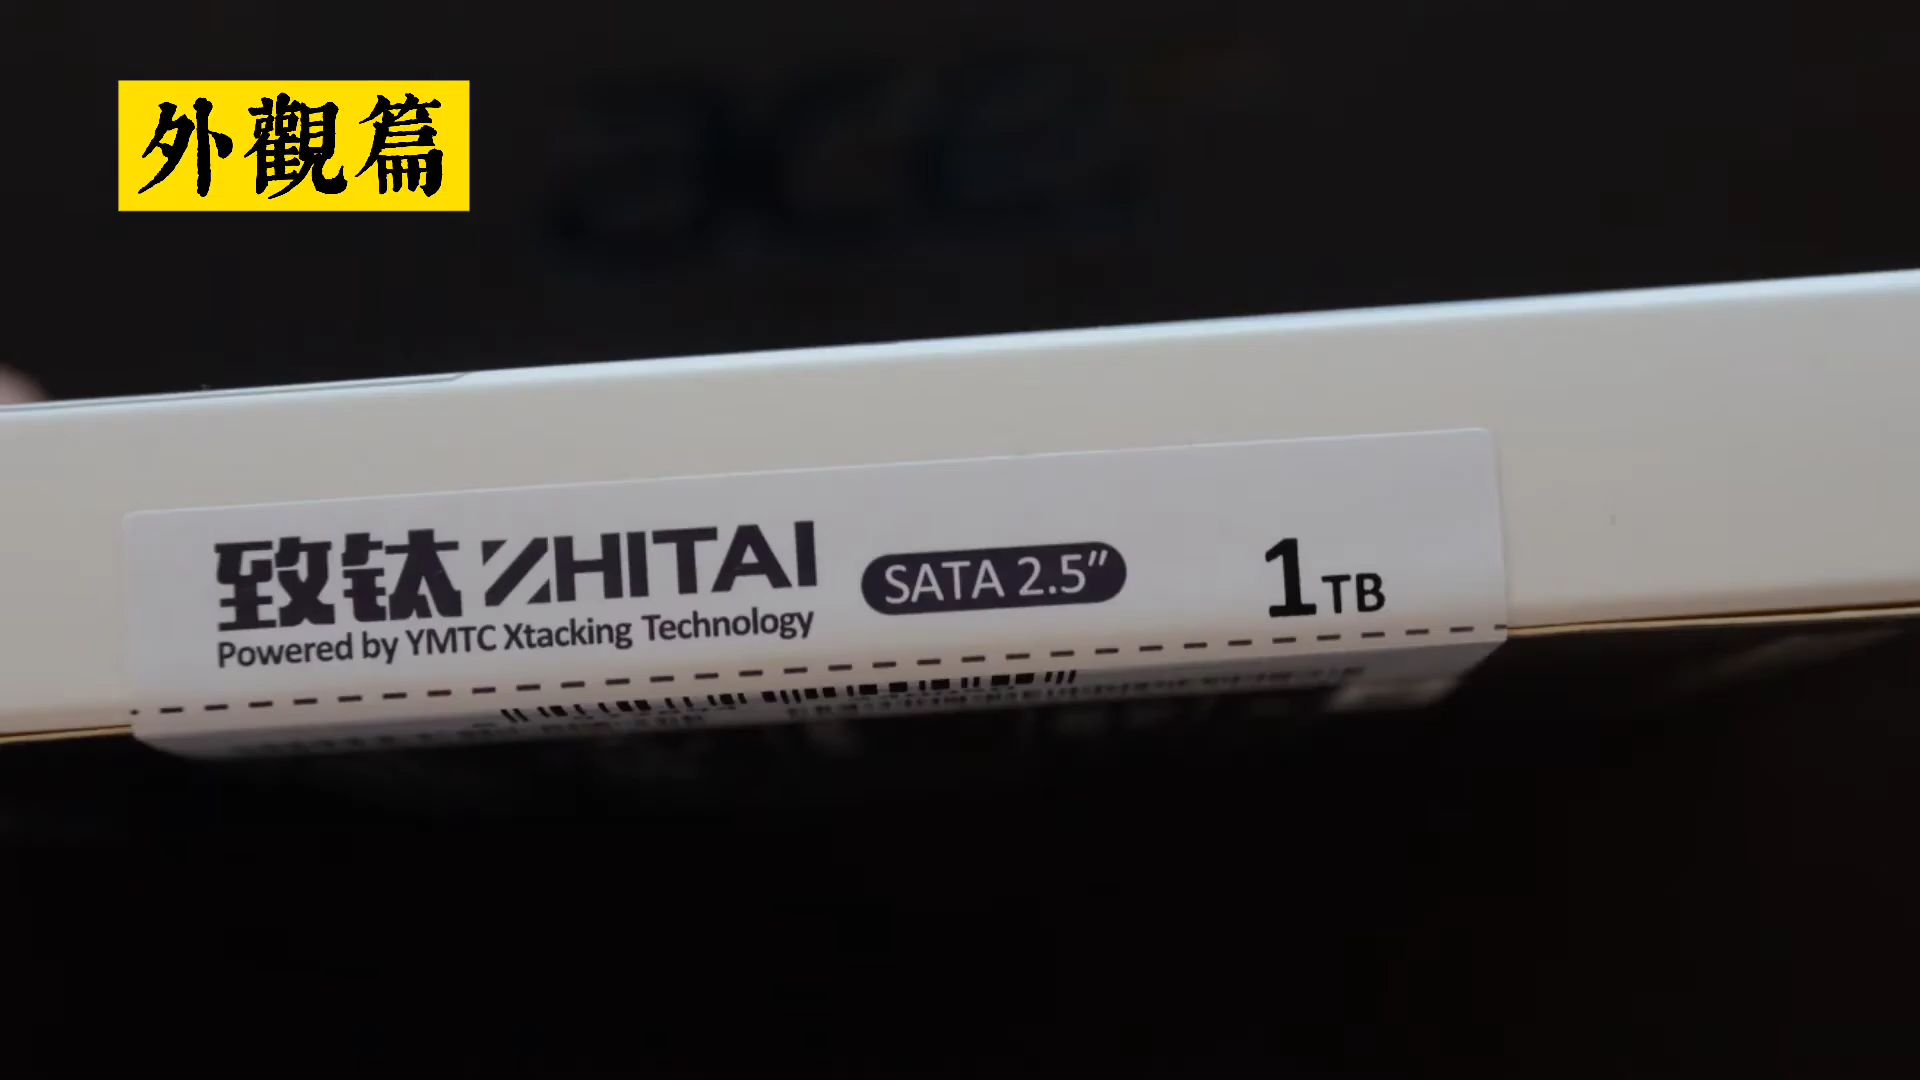 外觀篇
致钛 ZHITAI SATA 2.5″ 1TB
Powered by YMTC Xtacking Technology